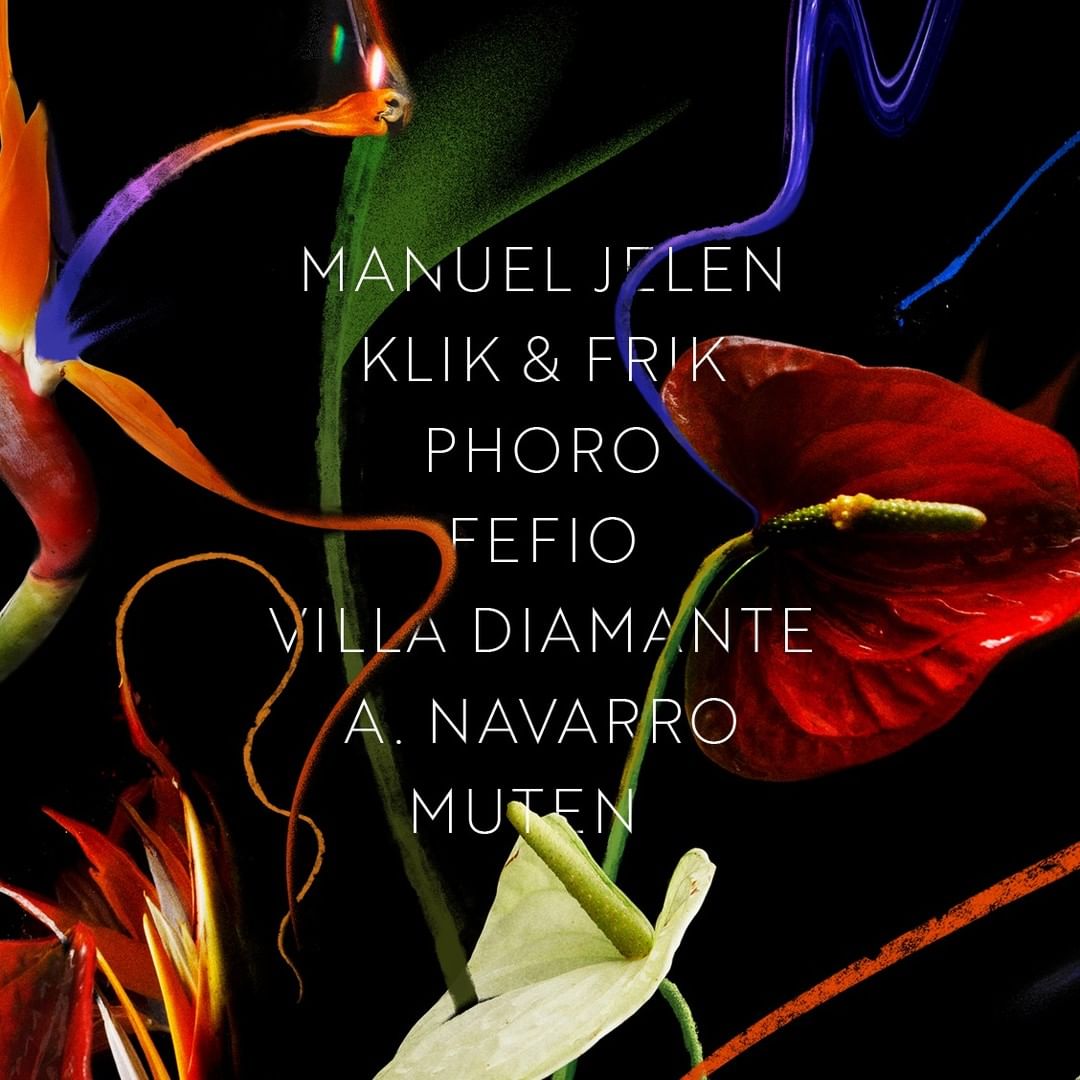 MANUEL JELEN
KLIK & FRIK
PHORO
FEFIO
VILLA DIAMANTE
A. NAVARRO
MUTEN